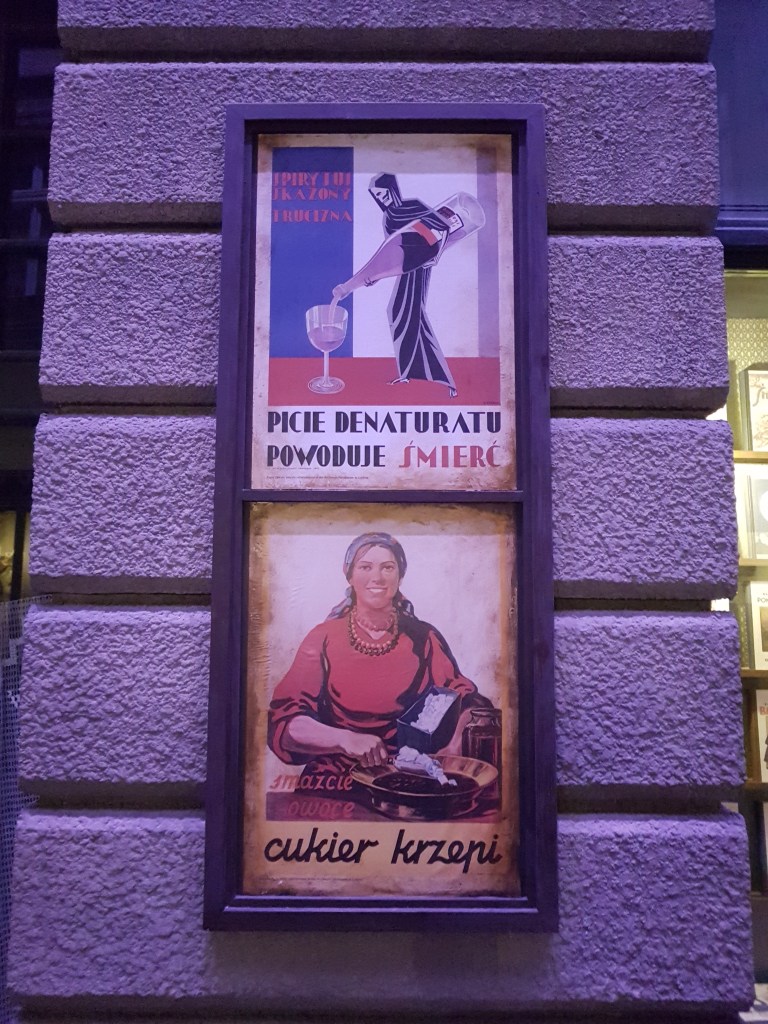 SPIRYTUS
SKAŻONY
TRUCIZNA
PICIE DENATURATU
POWODUJE ŚMIERĆ
smażcie
owoce
cukier krzepi